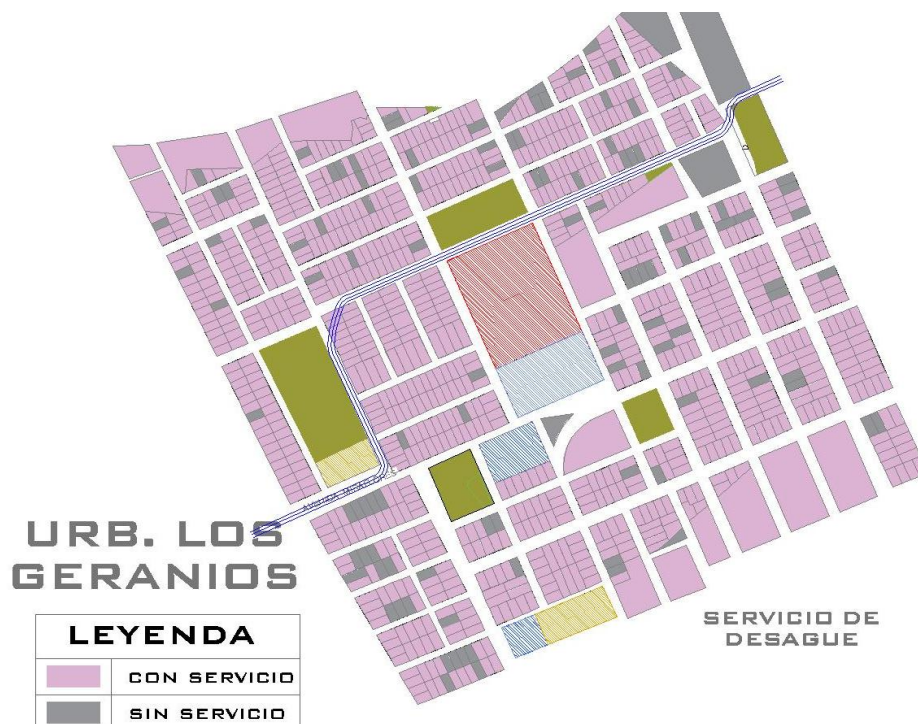 URB. LOS
GERANIOS
LEYENDA
CON SERVICIO
SIN SERVICIO
SERVICIO DE
DESAGUE